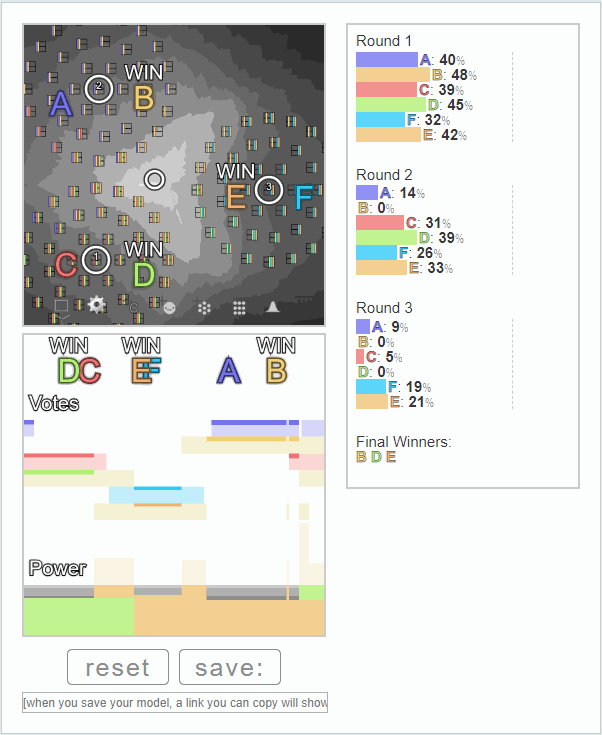 WIN
2
A B
WIN
3
E F
1
WIN
C D
C
WIN WIN WIN
DC EF A B
Votes
Power
reset save:
[when you save your model, a link you can copy will show
Round 1
A: 40%
B: 48%
C: 39%
D: 45%
F: 32%
E: 42%
Round 2
A: 14%
B: 0%
C: 31%
D: 39%
F: 26%
E: 33%
Round 3
A: 9%
B: 0%
C: 5%
D: 0%
F: 19%
E: 21%
Final Winners:
B D E